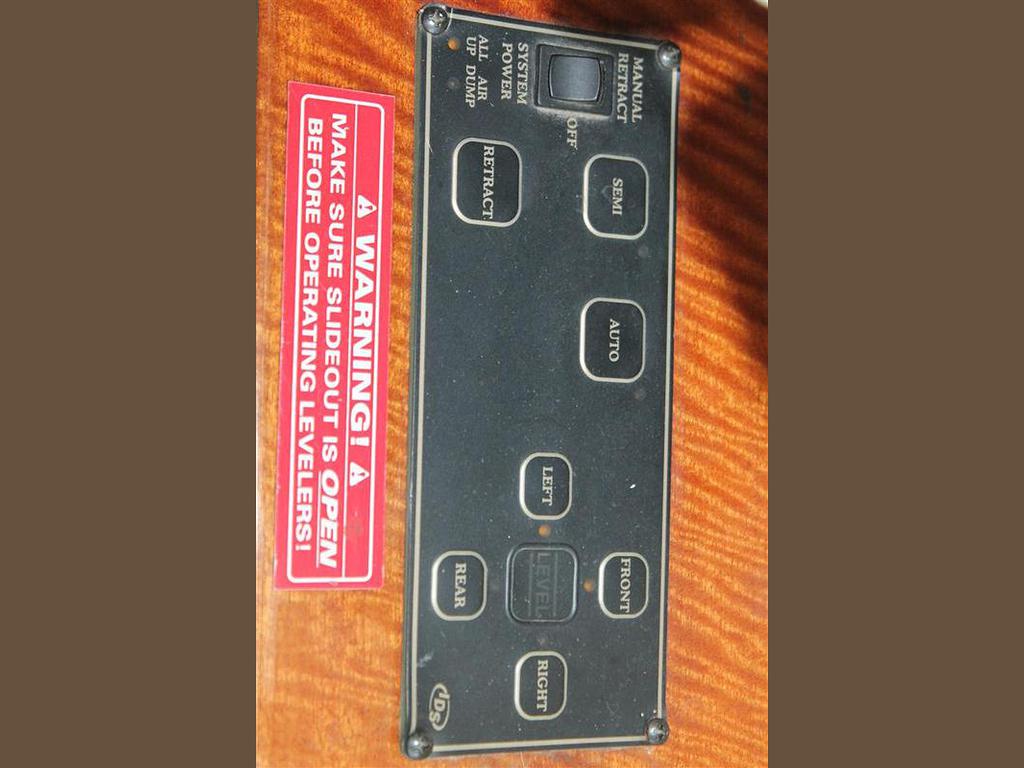 MANUAL
RETRACT
OFF
SYSTEM
POWER
ALL AIR
UP DUMP
SEMI
AUTO
RETRACT
FRONT
LEFT
LEVEL
RIGHT
REAR
IDS
⚠ WARNING! ⚠
MAKE SURE SLIDEOUT IS OPEN
BEFORE OPERATING LEVELERS!